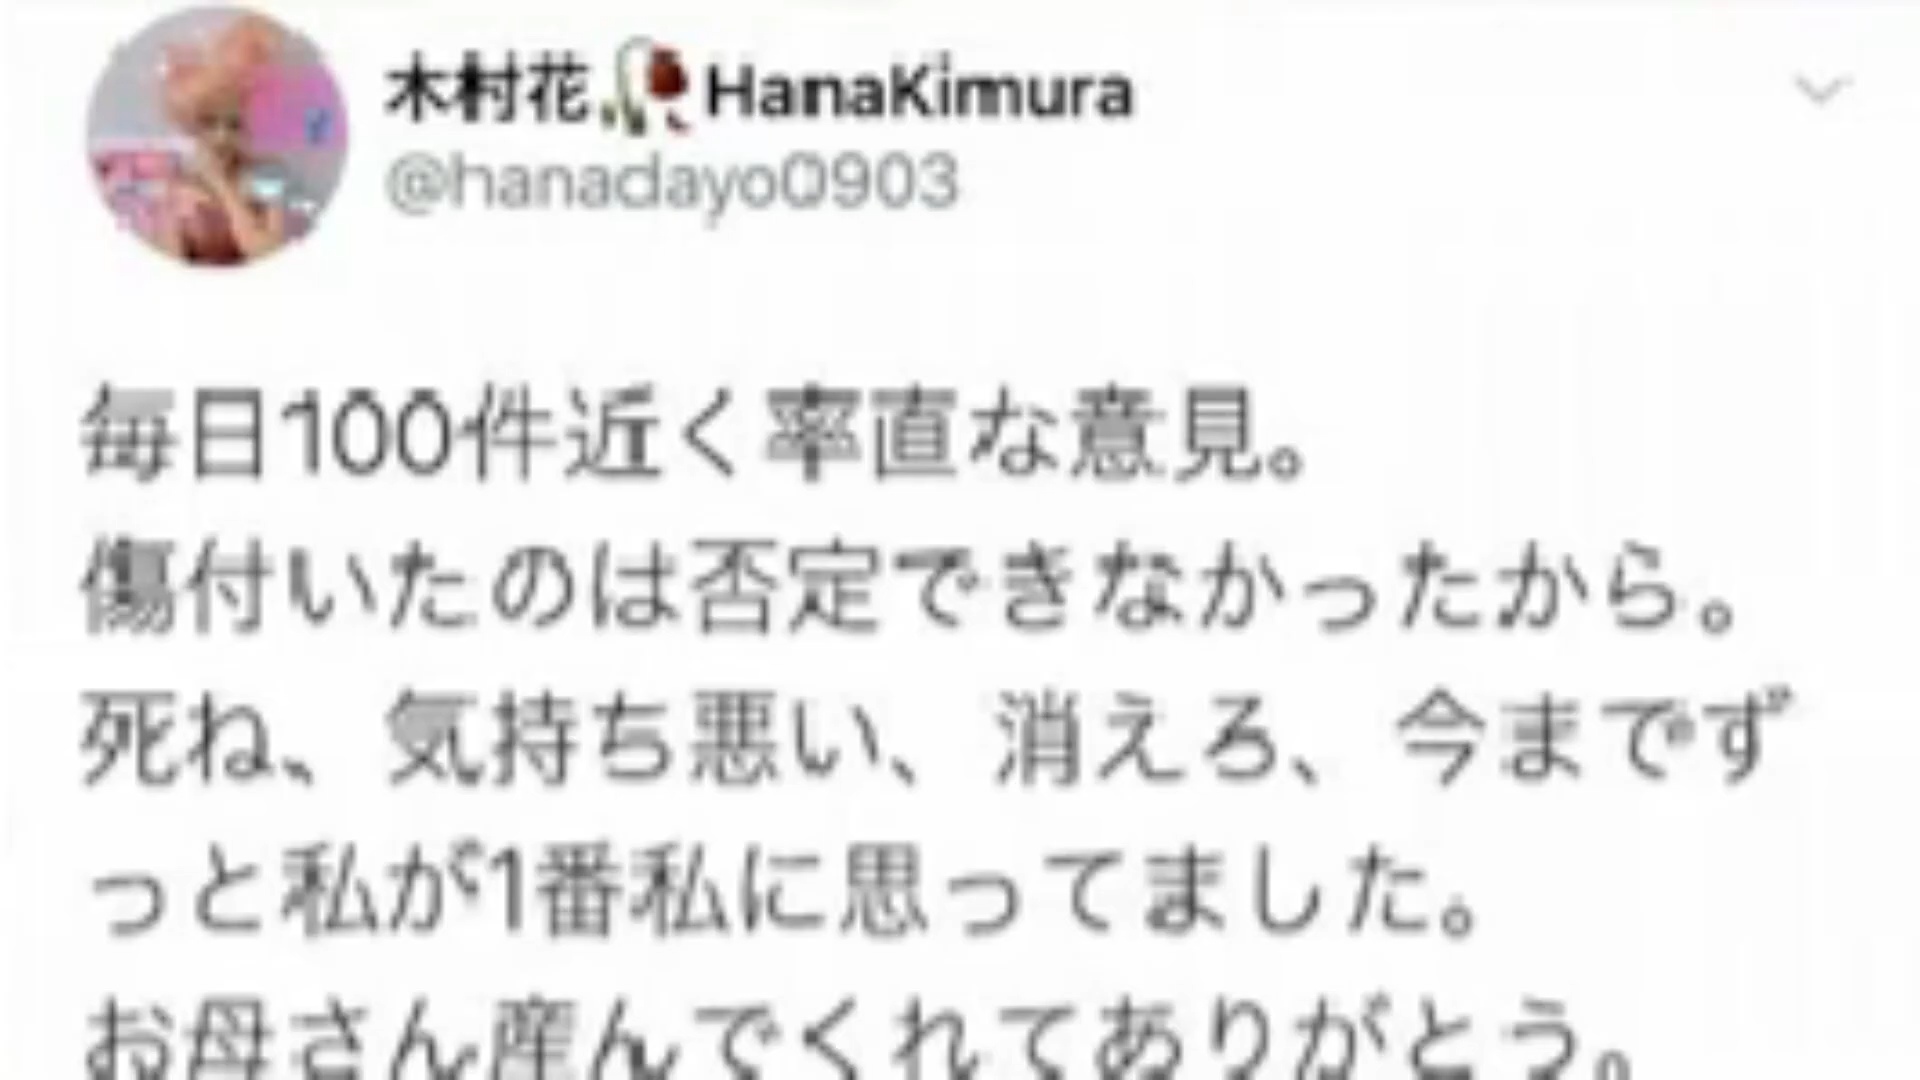 木村花🥀HanaKimura
@hanadayo0903
毎日100件近く率直な意見。
傷付いたのは否定できなかったから。
死ね、気持ち悪い、消えろ、今までず
っと私が1番私に思ってました。
お母さん産んでくれてありがとう。